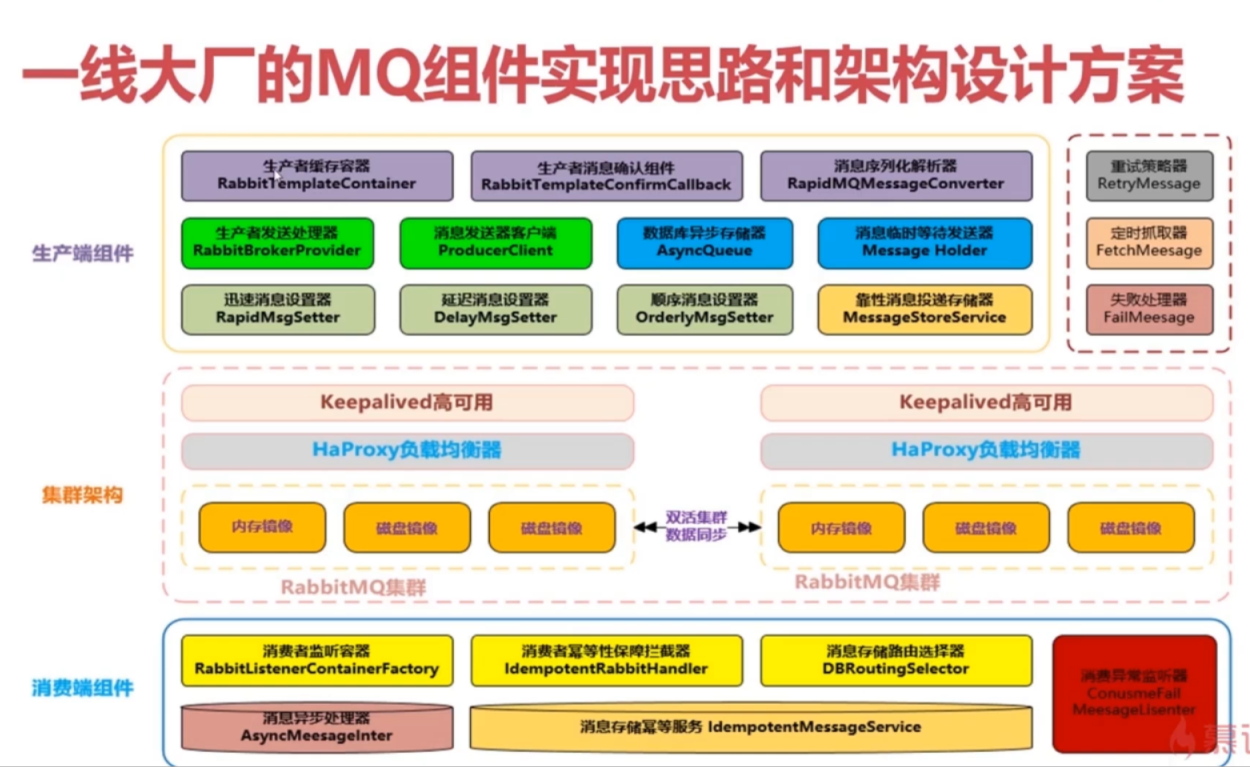 一线大厂的MQ组件实现思路和架构设计方案
生产端组件
生产者缓存容器
RabbitTemplateContainer
生产者消息确认组件
RabbitTemplateConfirmCallback
消息序列化解析器
RapidMQMessageConverter
重试策略器
RetryMessage
生产者发送处理器
RabbitBrokerProvider
消息发送器客户端
ProducerClient
数据库异步存储器
AsyncQueue
消息临时等待发送器
Message Holder
定时抓取器
FetchMeesage
迅速消息设置器
RapidMsgSetter
延迟消息设置器
DelayMsgSetter
顺序消息设置器
OrderlyMsgSetter
靠性消息投递存储器
MessageStoreService
失败处理器
FailMeesage
集群架构
Keepalived高可用
Keepalived高可用
HaProxy负载均衡器
HaProxy负载均衡器
内存镜像
磁盘镜像
磁盘镜像
双活集群
数据同步
内存镜像
磁盘镜像
磁盘镜像
RabbitMQ集群
RabbitMQ集群
消费端组件
消费者监听容器
RabbitListenerContainerFactory
消费者幂等性保障拦截器
IdempotentRabbitHandler
消息存储路由选择器
DBRoutingSelector
消费异常监听器
ConusmeFail
MeesageLisenter
消息异步处理器
AsyncMeesageInter
消息存储幂等服务 IdempotentMessageService